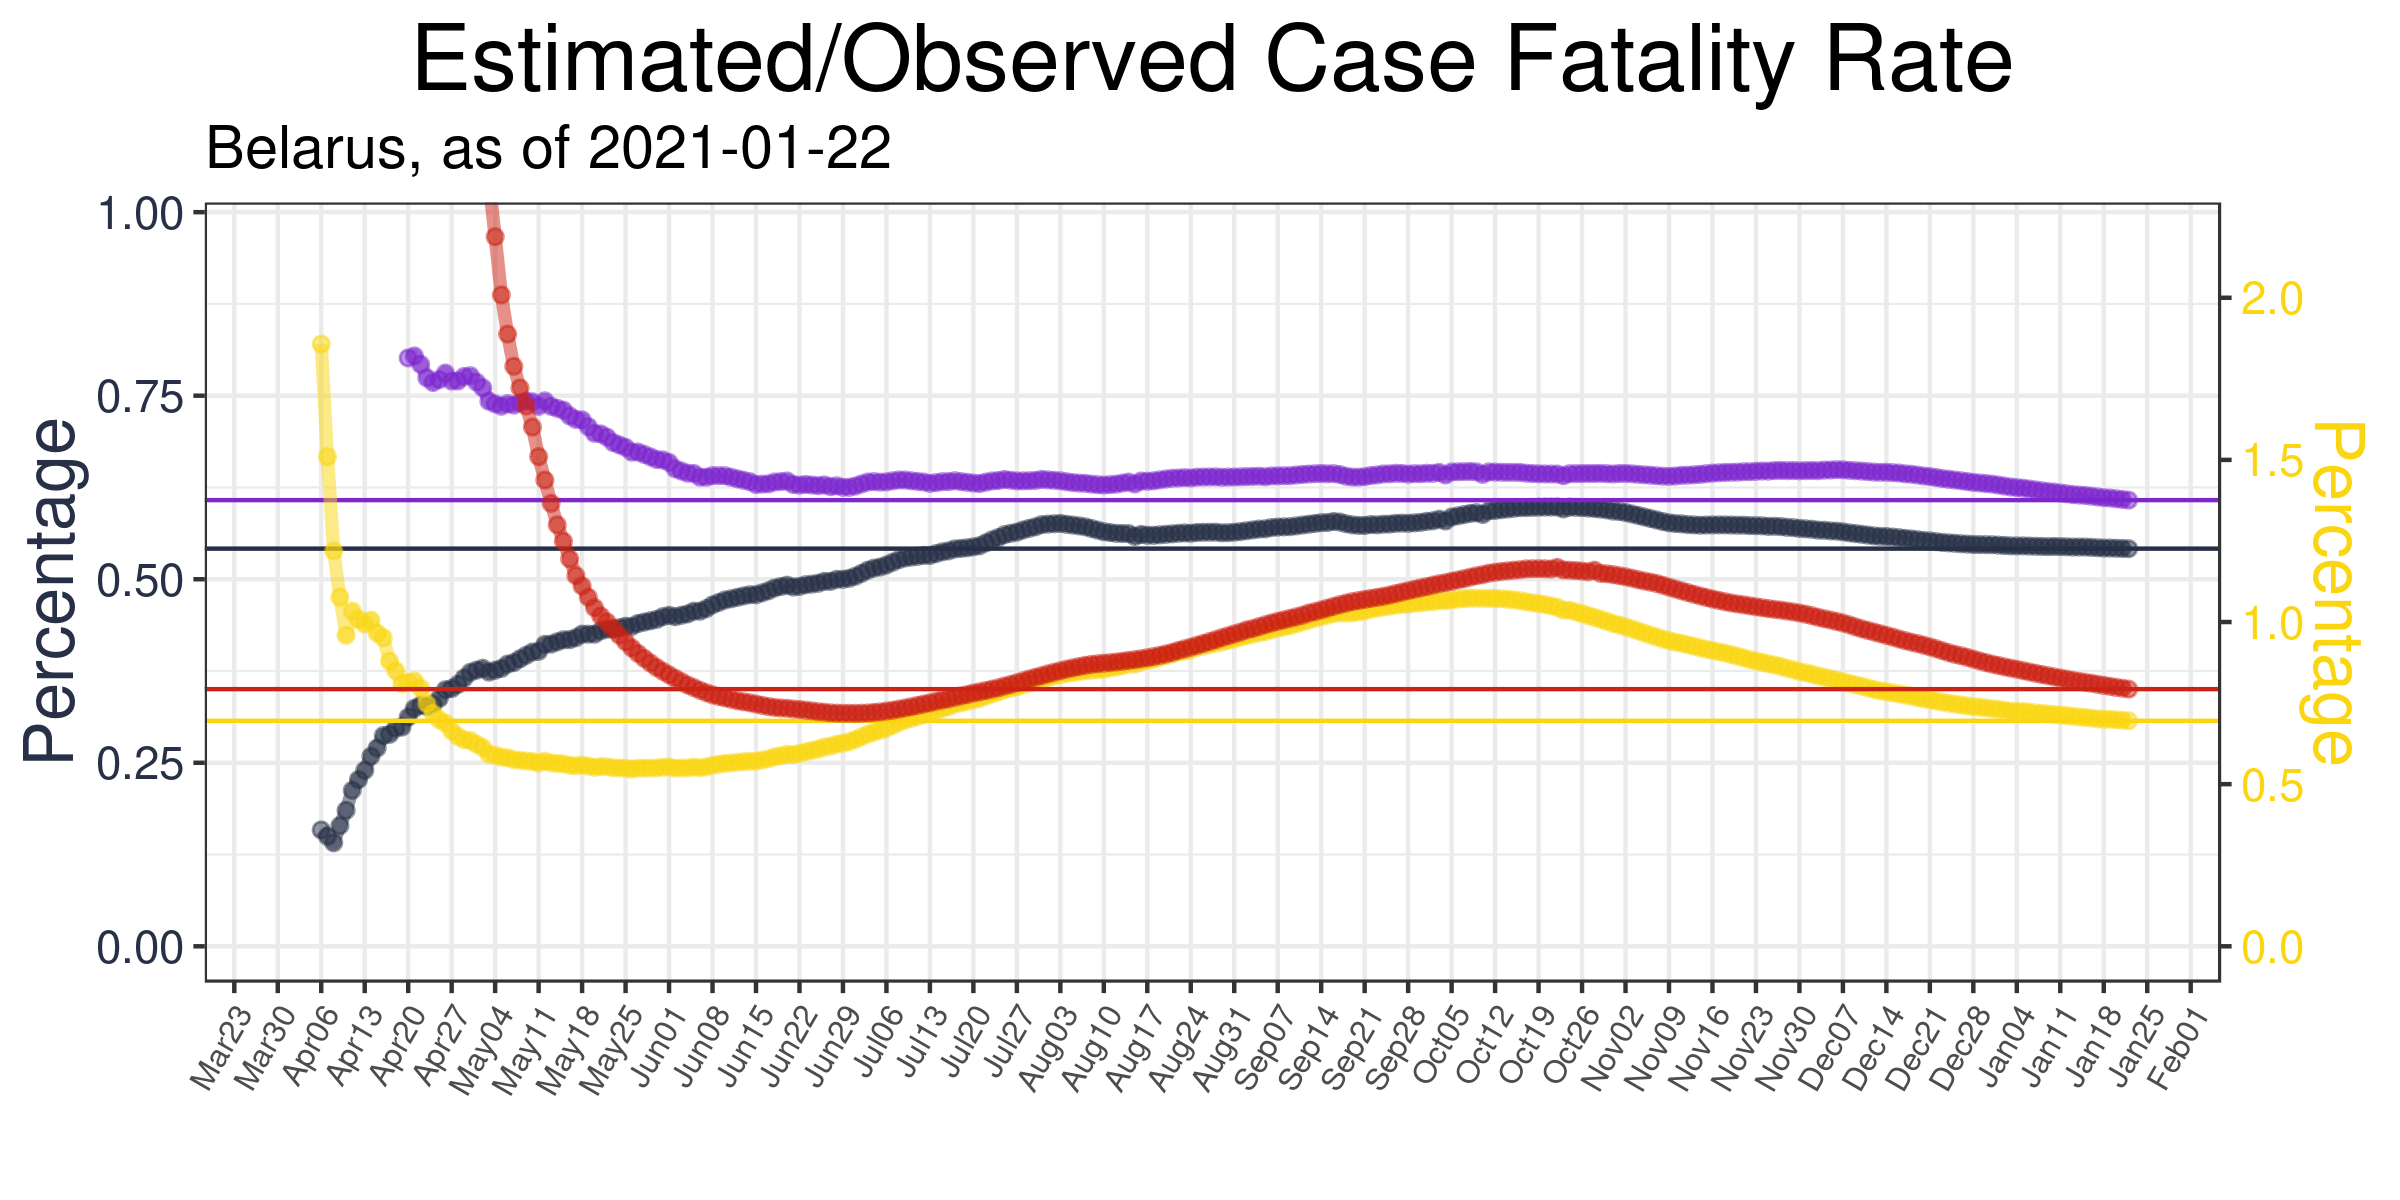 Estimated/Observed Case Fatality Rate
Belarus, as of 2021-01-22
Percentage
1.00
0.75
0.50
0.25
0.00
2.0
1.5
1.0
0.5
0.0
Percentage
Mar23
Mar30
Apr06
Apr13
Apr20
Apr27
May04
May11
May18
May25
Jun01
Jun08
Jun15
Jun22
Jun29
Jul06
Jul13
Jul20
Jul27
Aug03
Aug10
Aug17
Aug24
Aug31
Sep07
Sep14
Sep21
Sep28
Oct05
Oct12
Oct19
Oct26
Nov02
Nov09
Nov16
Nov23
Nov30
Dec07
Dec14
Dec21
Dec28
Jan04
Jan11
Jan18
Jan25
Feb01